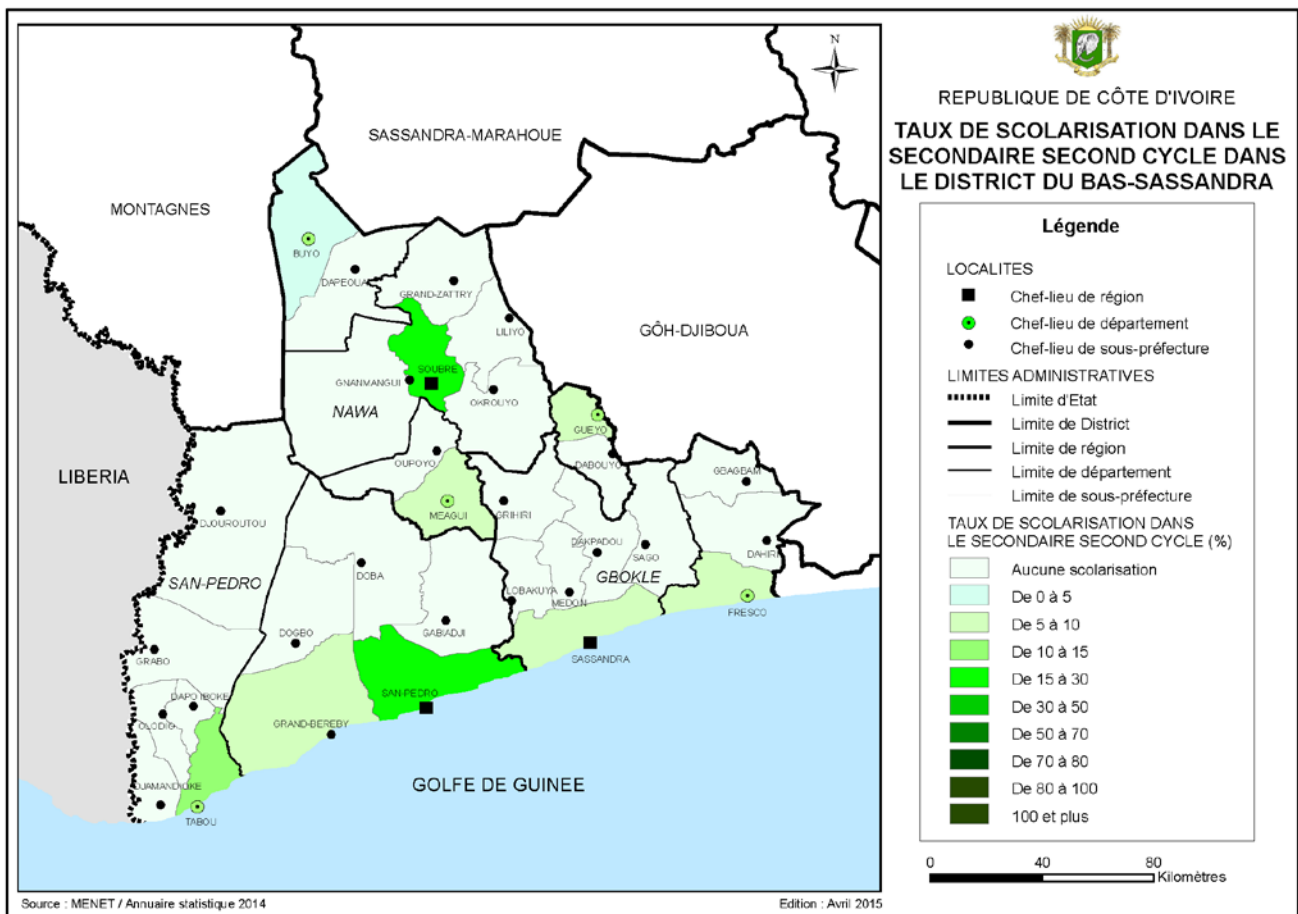 REPUBLIQUE DE CÔTE D'IVOIRE
TAUX DE SCOLARISATION DANS LE
SECONDAIRE SECOND CYCLE DANS
LE DISTRICT DU BAS-SASSANDRA
Légende
LOCALITES
Chef-lieu de région
Chef-lieu de département
Chef-lieu de sous-préfecture
LIMITES ADMINISTRATIVES
Limite d'Etat
Limite de District
Limite de région
Limite de département
Limite de sous-préfecture
TAUX DE SCOLARISATION DANS
LE SECONDAIRE SECOND CYCLE (%)
Aucune scolarisation
De 0 à 5
De 5 à 10
De 10 à 15
De 15 à 30
De 30 à 50
De 50 à 70
De 70 à 80
De 80 à 100
100 et plus
0 40 80
Kilomètres
N
SASSANDRA-MARAHOUE
MONTAGNES
BUYO
DAPEOUA
GRAND-ZATTRY
LILIYO
GÔH-DJIBOUA
SOUBRE
GNANMANGUI
OKROUYO
NAWA
GUEYO
OUPOYO
DABOUYO
GBAGBAM
LIBERIA
MEAGUI
GRIHIRI
DJOUROUTOU
DAKPADOU
SAGO
DAHIRI
DOBA
SAN-PEDRO
GBOKLE
LOBAKUYA
MEDON
FRESCO
DOGBO
GABIADJI
GRABO
SASSANDRA
SAN-PEDRO
DAPO IBOKE
OLODIO
GRAND-BEREBY
TABOU
GOLFE DE GUINEE
Source : MENET / Annuaire statistique 2014
Edition : Avril 2015